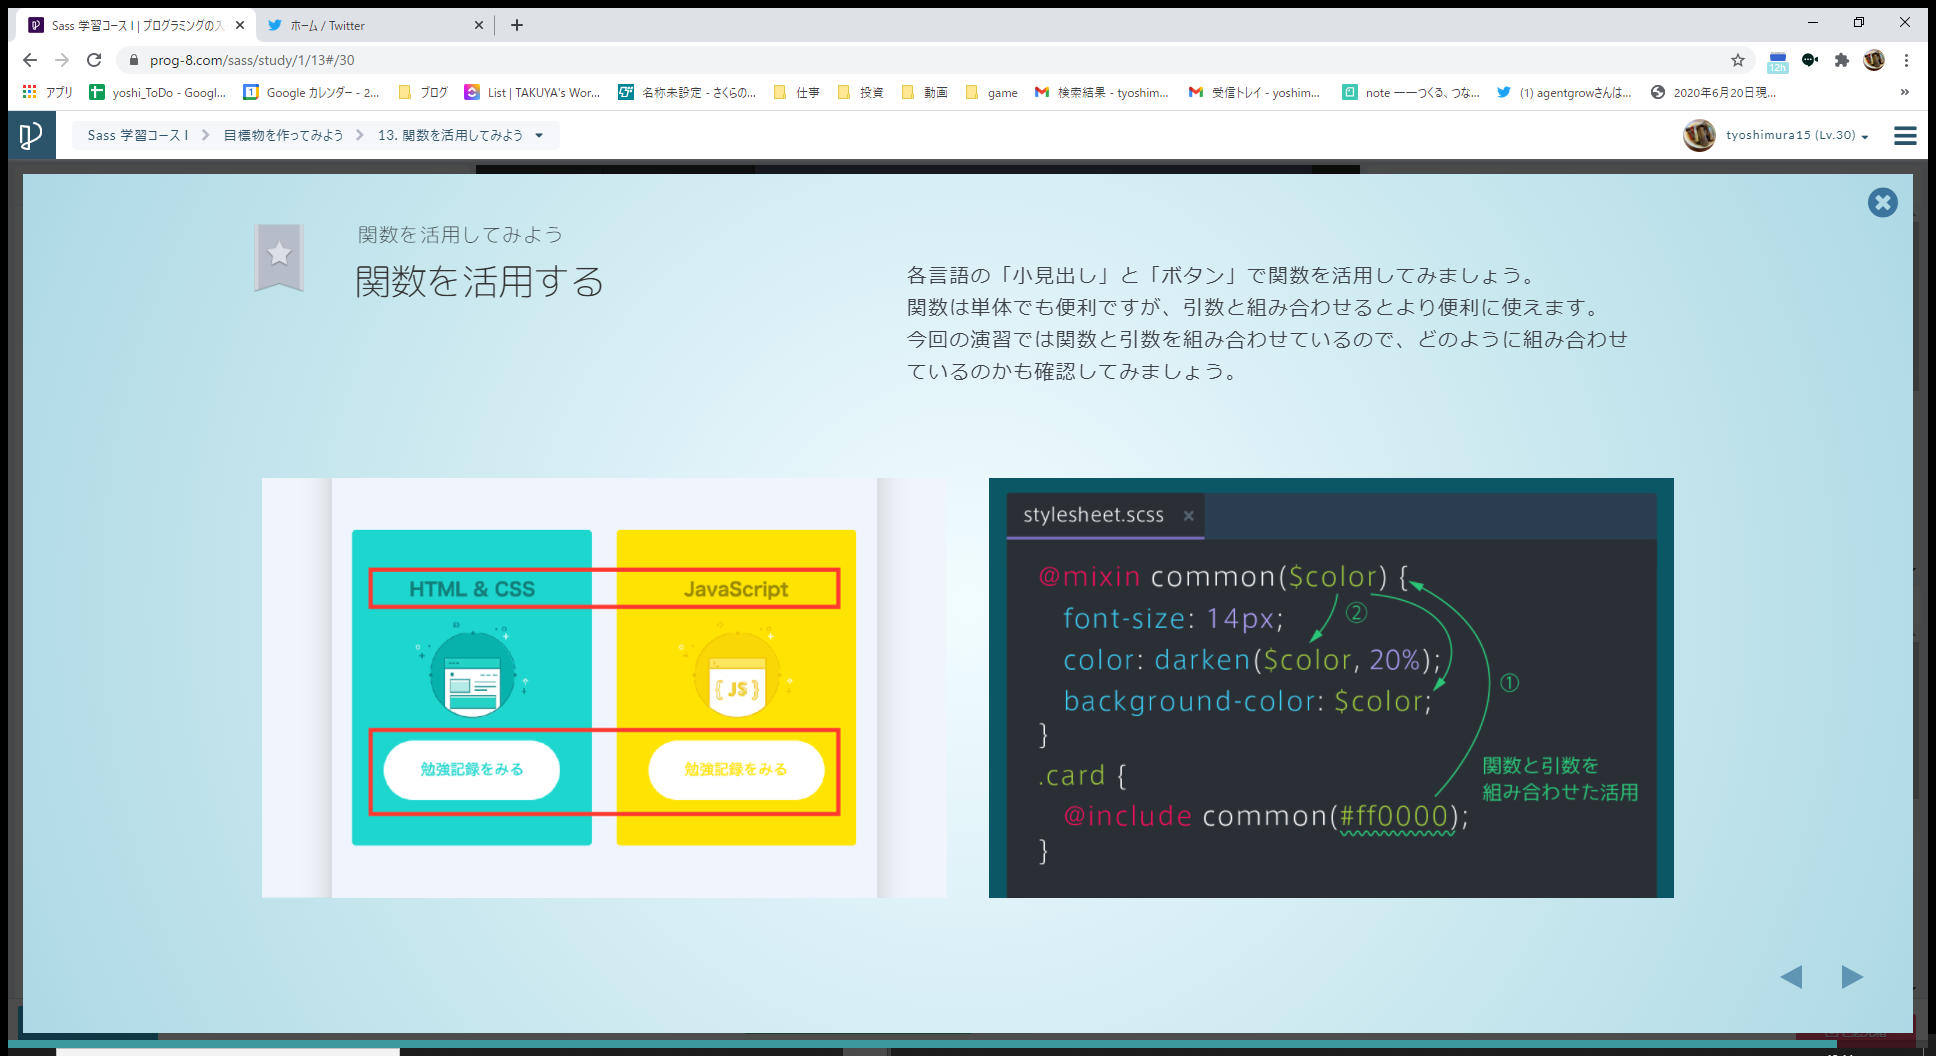 Sass 学習コース I | プログラミングの入
ホーム / Twitter
prog-8.com/sass/study/1/13#/30
12h
アプリ
yoshi_ToDo - Googl...
Google カレンダー - 2...
ブログ
List | TAKUYA's Wor...
名称未設定 - さくらの...
仕事
投資
動画
game
検索結果 - tyoshim...
受信トレイ - yoshim...
note ――つくる、つな...
(1) agentgrowさんは...
2020年6月20日現...
Sass 学習コース I
目標物を作ってみよう
13. 関数を活用してみよう
tyoshimura15 (Lv.30)
関数を活用してみよう
関数を活用する
各言語の「小見出し」と「ボタン」で関数を活用してみましょう。
関数は単体でも便利ですが、引数と組み合わせるとより便利に使えます。
今回の演習では関数と引数を組み合わせているので、どのように組み合わせ
ているのかも確認してみましょう。
HTML & CSS
JavaScript
{ JS }
勉強記録をみる
勉強記録をみる
stylesheet.scss ×
@mixin common($color) {
font-size: 14px;
②
color: darken($color, 20%);
①
background-color: $color;
}
関数と引数を
組み合わせた活用
.card {
@include common(#ff0000);
}